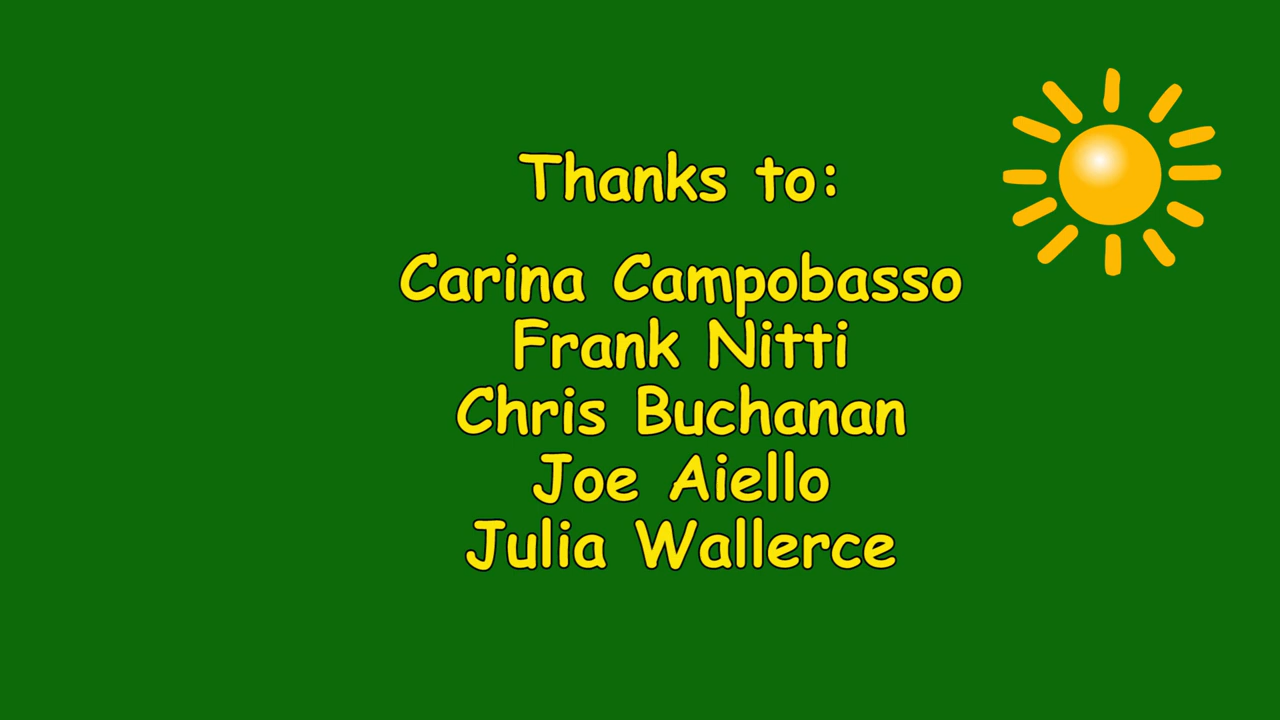 Thanks to:
Carina Campobasso
Frank Nitti
Chris Buchanan
Joe Aiello
Julia Wallerce